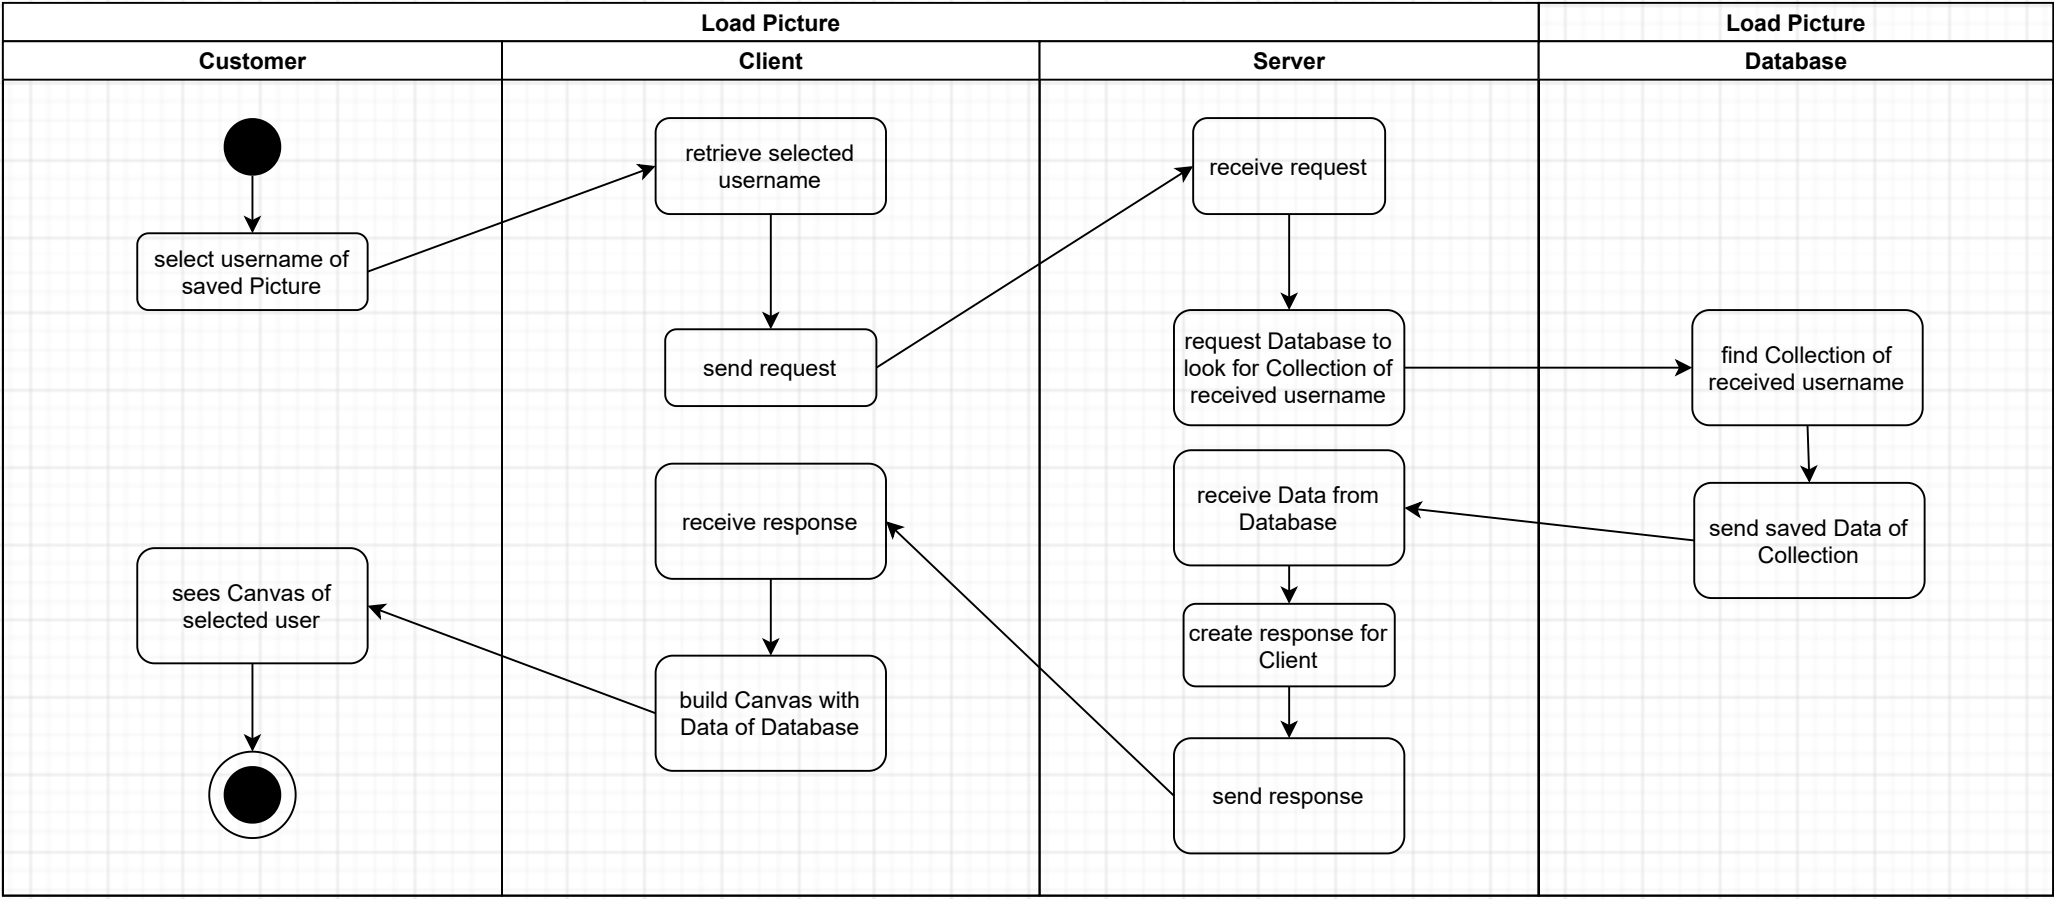 Load Picture
Load Picture
Customer
Client
Server
Database
select username of
saved Picture
retrieve selected
username
send request
receive request
request Database to
look for Collection of
received username
find Collection of
received username
send saved Data of
Collection
receive Data from
Database
create response for
Client
send response
receive response
build Canvas with
Data of Database
sees Canvas of
selected user